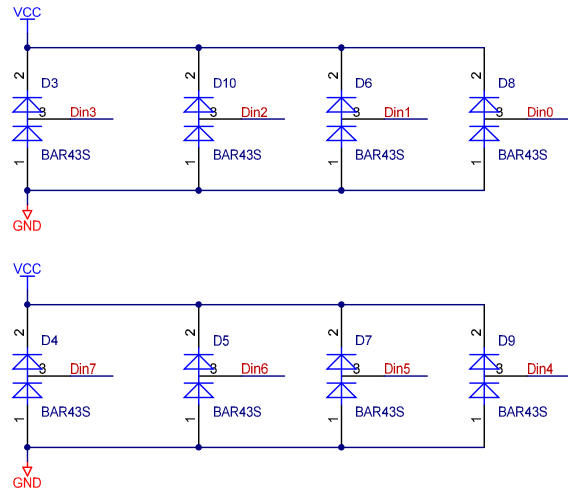 VCC
2 D3 2 D10 2 D6 2 D8
3 Din3 3 Din2 3 Din1 3 Din0
1 BAR43S 1 BAR43S 1 BAR43S 1 BAR43S
GND
VCC
2 D4 2 D5 2 D7 2 D9
3 Din7 3 Din6 3 Din5 3 Din4
1 BAR43S 1 BAR43S 1 BAR43S 1 BAR43S
GND